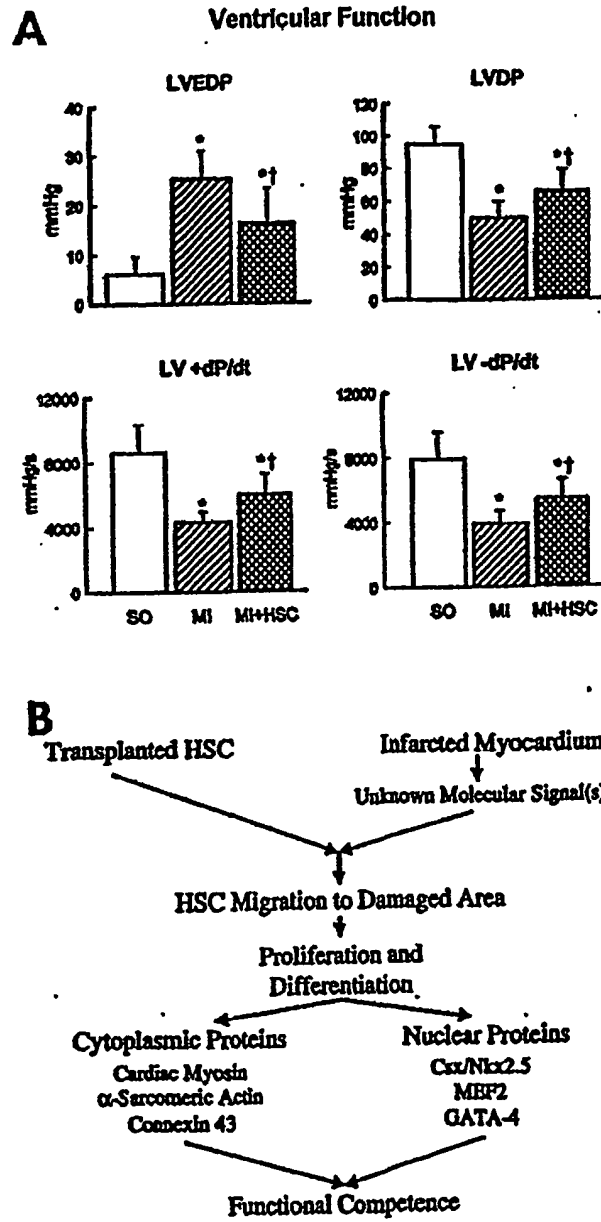 A
Ventricular Function
LVEDP
40
30
20
10
0
mmHg
*
*†
LVDP
120
100
80
60
40
20
0
mmHg
*
*†
LV +dP/dt
12000
8000
4000
0
mmHg/s
*
*†
SO MI MI+HSC
LV -dP/dt
12000
8000
4000
0
mmHg/s
*
*†
SO MI MI+HSC
B
Transplanted HSC
Infarcted Myocardium
Unknown Molecular Signal(s)
HSC Migration to Damaged Area
Proliferation and
Differentiation
Cytoplasmic Proteins
Cardiac Myosin
α-Sarcomeric Actin
Connexin 43
Nuclear Proteins
Csx/Nkx2.5
MEF2
GATA-4
Functional Competence